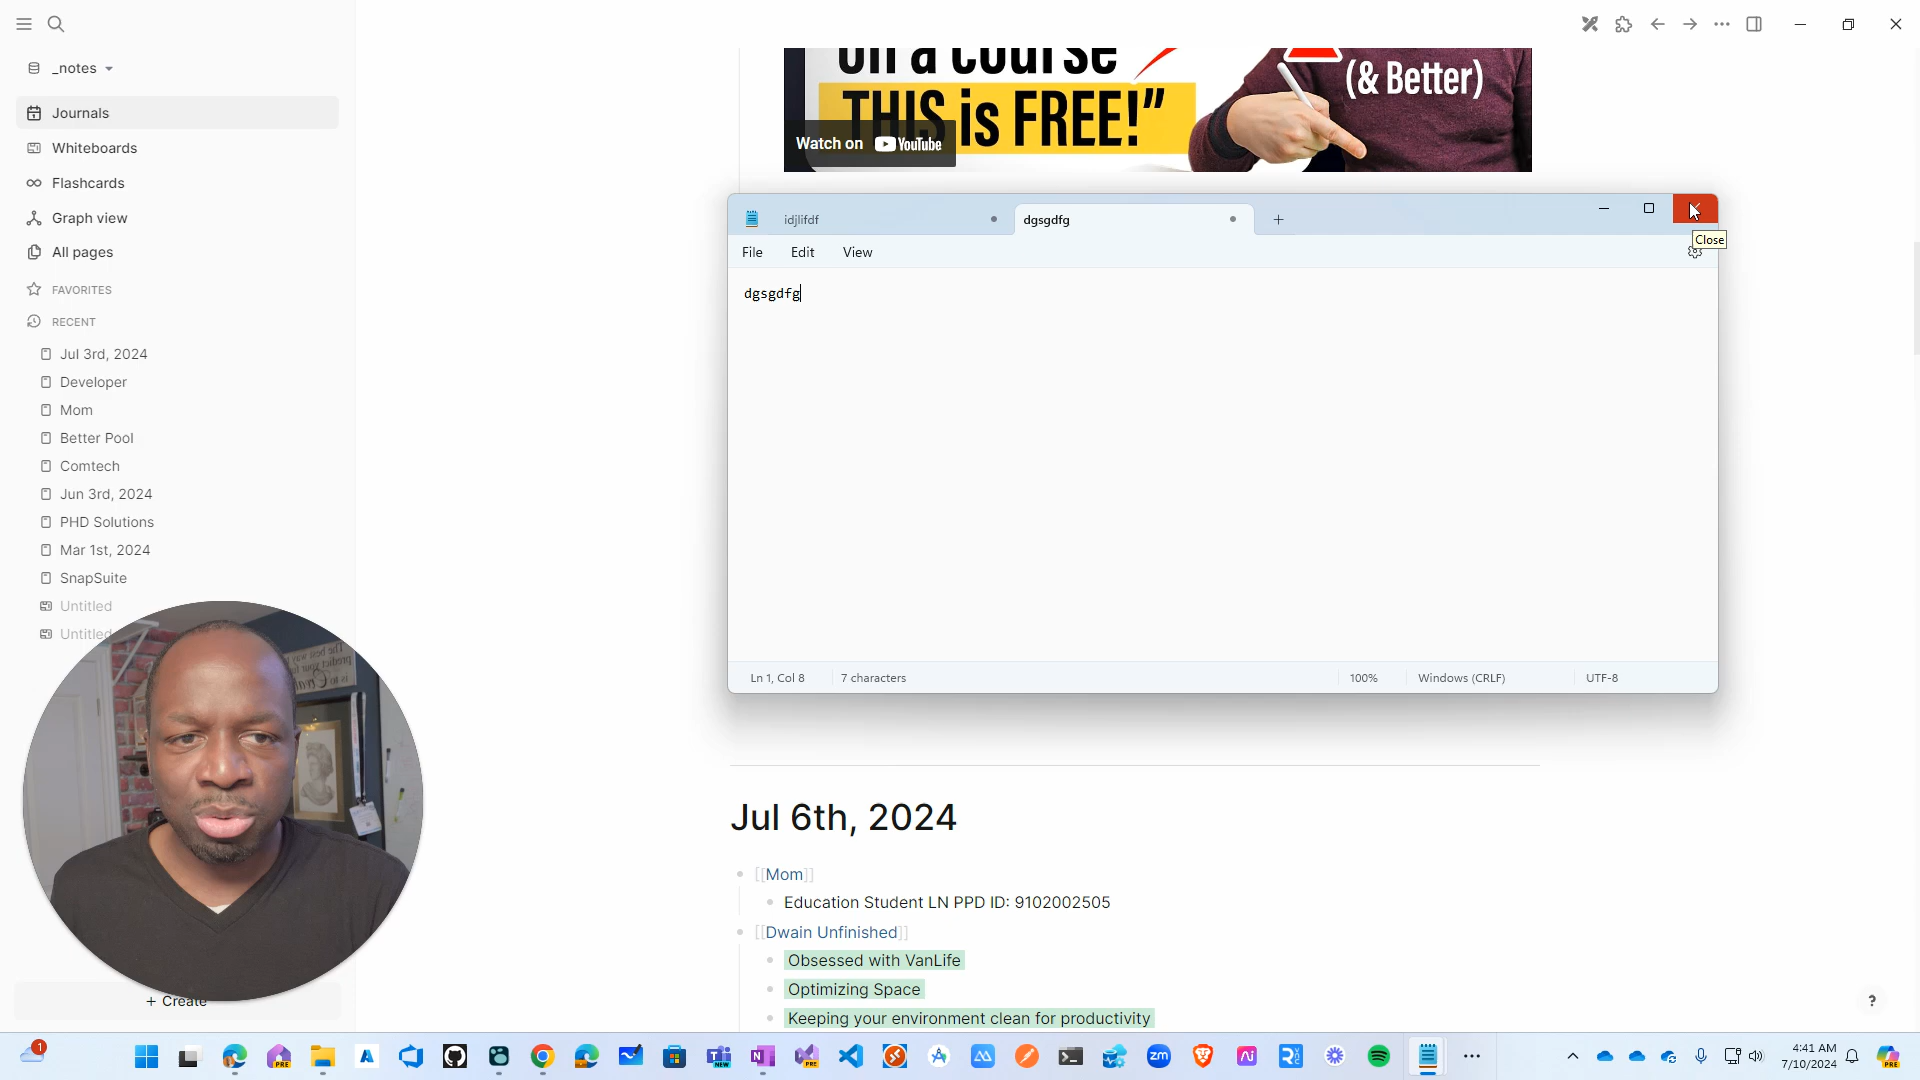 _notes
Journals
Whiteboards
Flashcards
Graph view
All pages
FAVORITES
RECENT
Jul 3rd, 2024
Developer
Mom
Better Pool
Comtech
Jun 3rd, 2024
PHD Solutions
Mar 1st, 2024
SnapSuite
Untitled
Untitled
+ Create
on a course
THIS is FREE!”
(& Better)
Watch on YouTube
idjlifdf
dgsgdfg
Close
File Edit View
dgsgdfg
Ln 1, Col 8
7 characters
100%
Windows (CRLF)
UTF-8
Jul 6th, 2024
[[Mom]]
Education Student LN PPD ID: 9102002505
[[Dwain Unfinished]]
Obsessed with VanLife
Optimizing Space
Keeping your environment clean for productivity
?
1
4:41 AM
7/10/2024